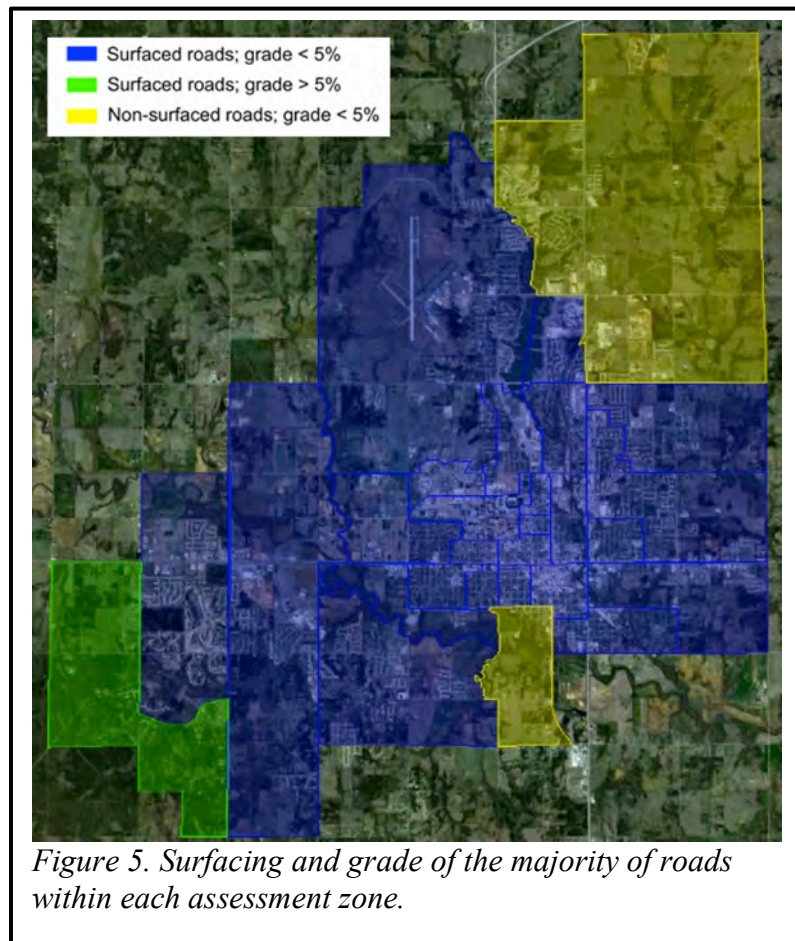 Surfaced roads; grade < 5%
Surfaced roads; grade > 5%
Non-surfaced roads; grade < 5%
Figure 5. Surfacing and grade of the majority of roads
within each assessment zone.